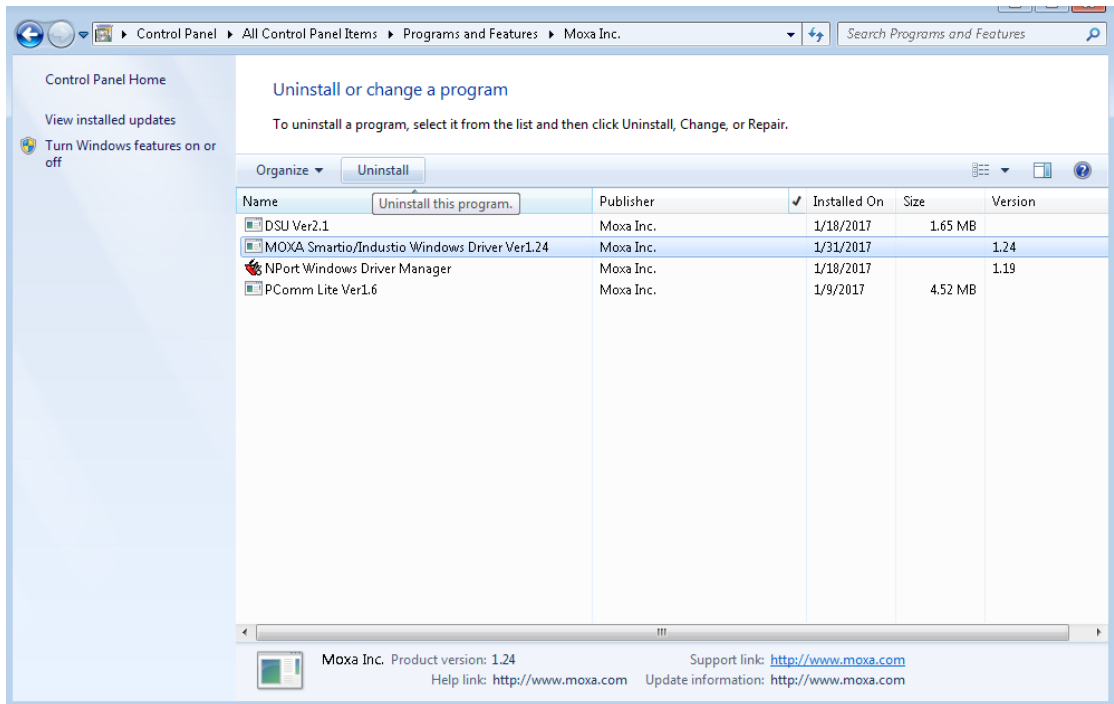 Control Panel All Control Panel Items Programs and Features Moxa Inc. Search Programs and Features
Control Panel Home
View installed updates
Turn Windows features on or
off
Uninstall or change a program
To uninstall a program, select it from the list and then click Uninstall, Change, or Repair.
Organize Uninstall
Name Publisher Installed On Size Version
Uninstall this program.
DSU Ver2.1 Moxa Inc. 1/18/2017 1.65 MB
MOXA Smartio/Industio Windows Driver Ver1.24 Moxa Inc. 1/31/2017 1.24
NPort Windows Driver Manager Moxa Inc. 1/18/2017 1.19
PComm Lite Ver1.6 Moxa Inc. 1/9/2017 4.52 MB
Moxa Inc. Product version: 1.24 Support link: http://www.moxa.com
Help link: http://www.moxa.com Update information: http://www.moxa.com